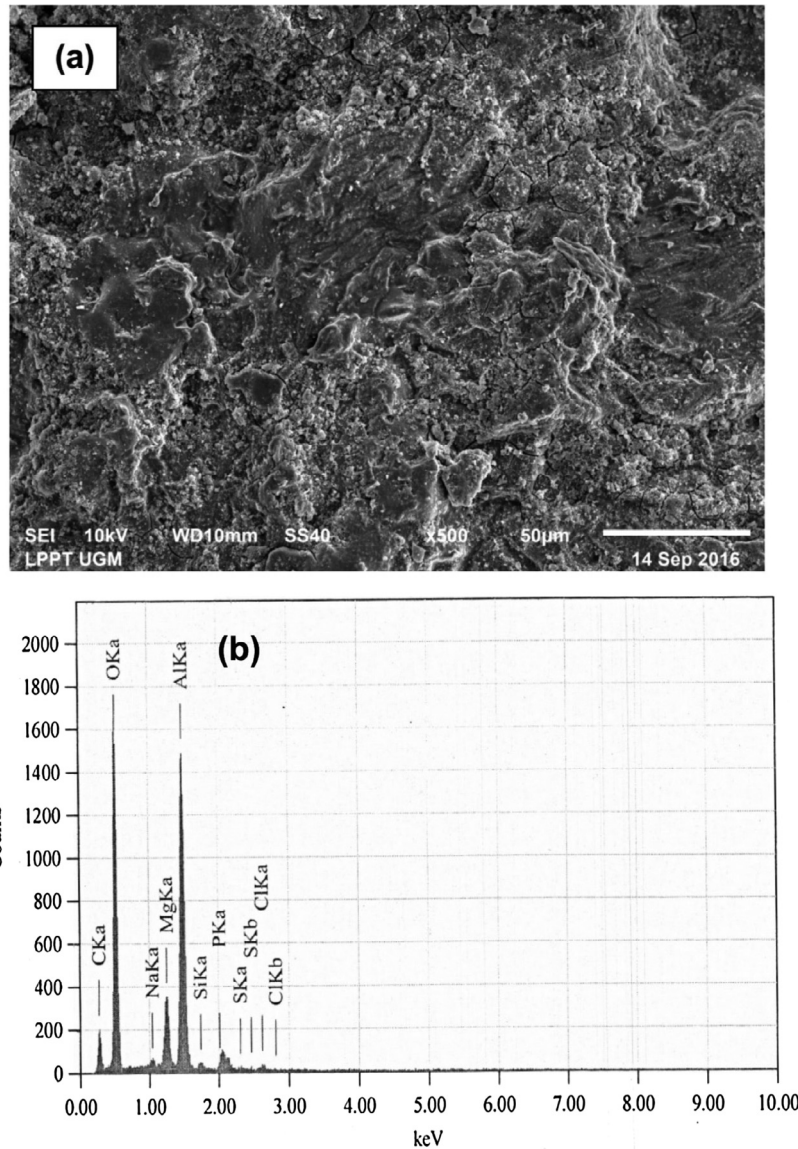 (a)
SEI 10kV WD10mm SS40 x500 50μm
LPPT UGM 14 Sep 2016
(b)
2000
1800
1600
1400
1200
1000
800
600
400
200
0
CKa
OKa
NaKa
MgKa
AlKa
SiKa
PKa
SKa
SKb
ClKa
ClKb
0.00 1.00 2.00 3.00 4.00 5.00 6.00 7.00 8.00 9.00 10.00
keV